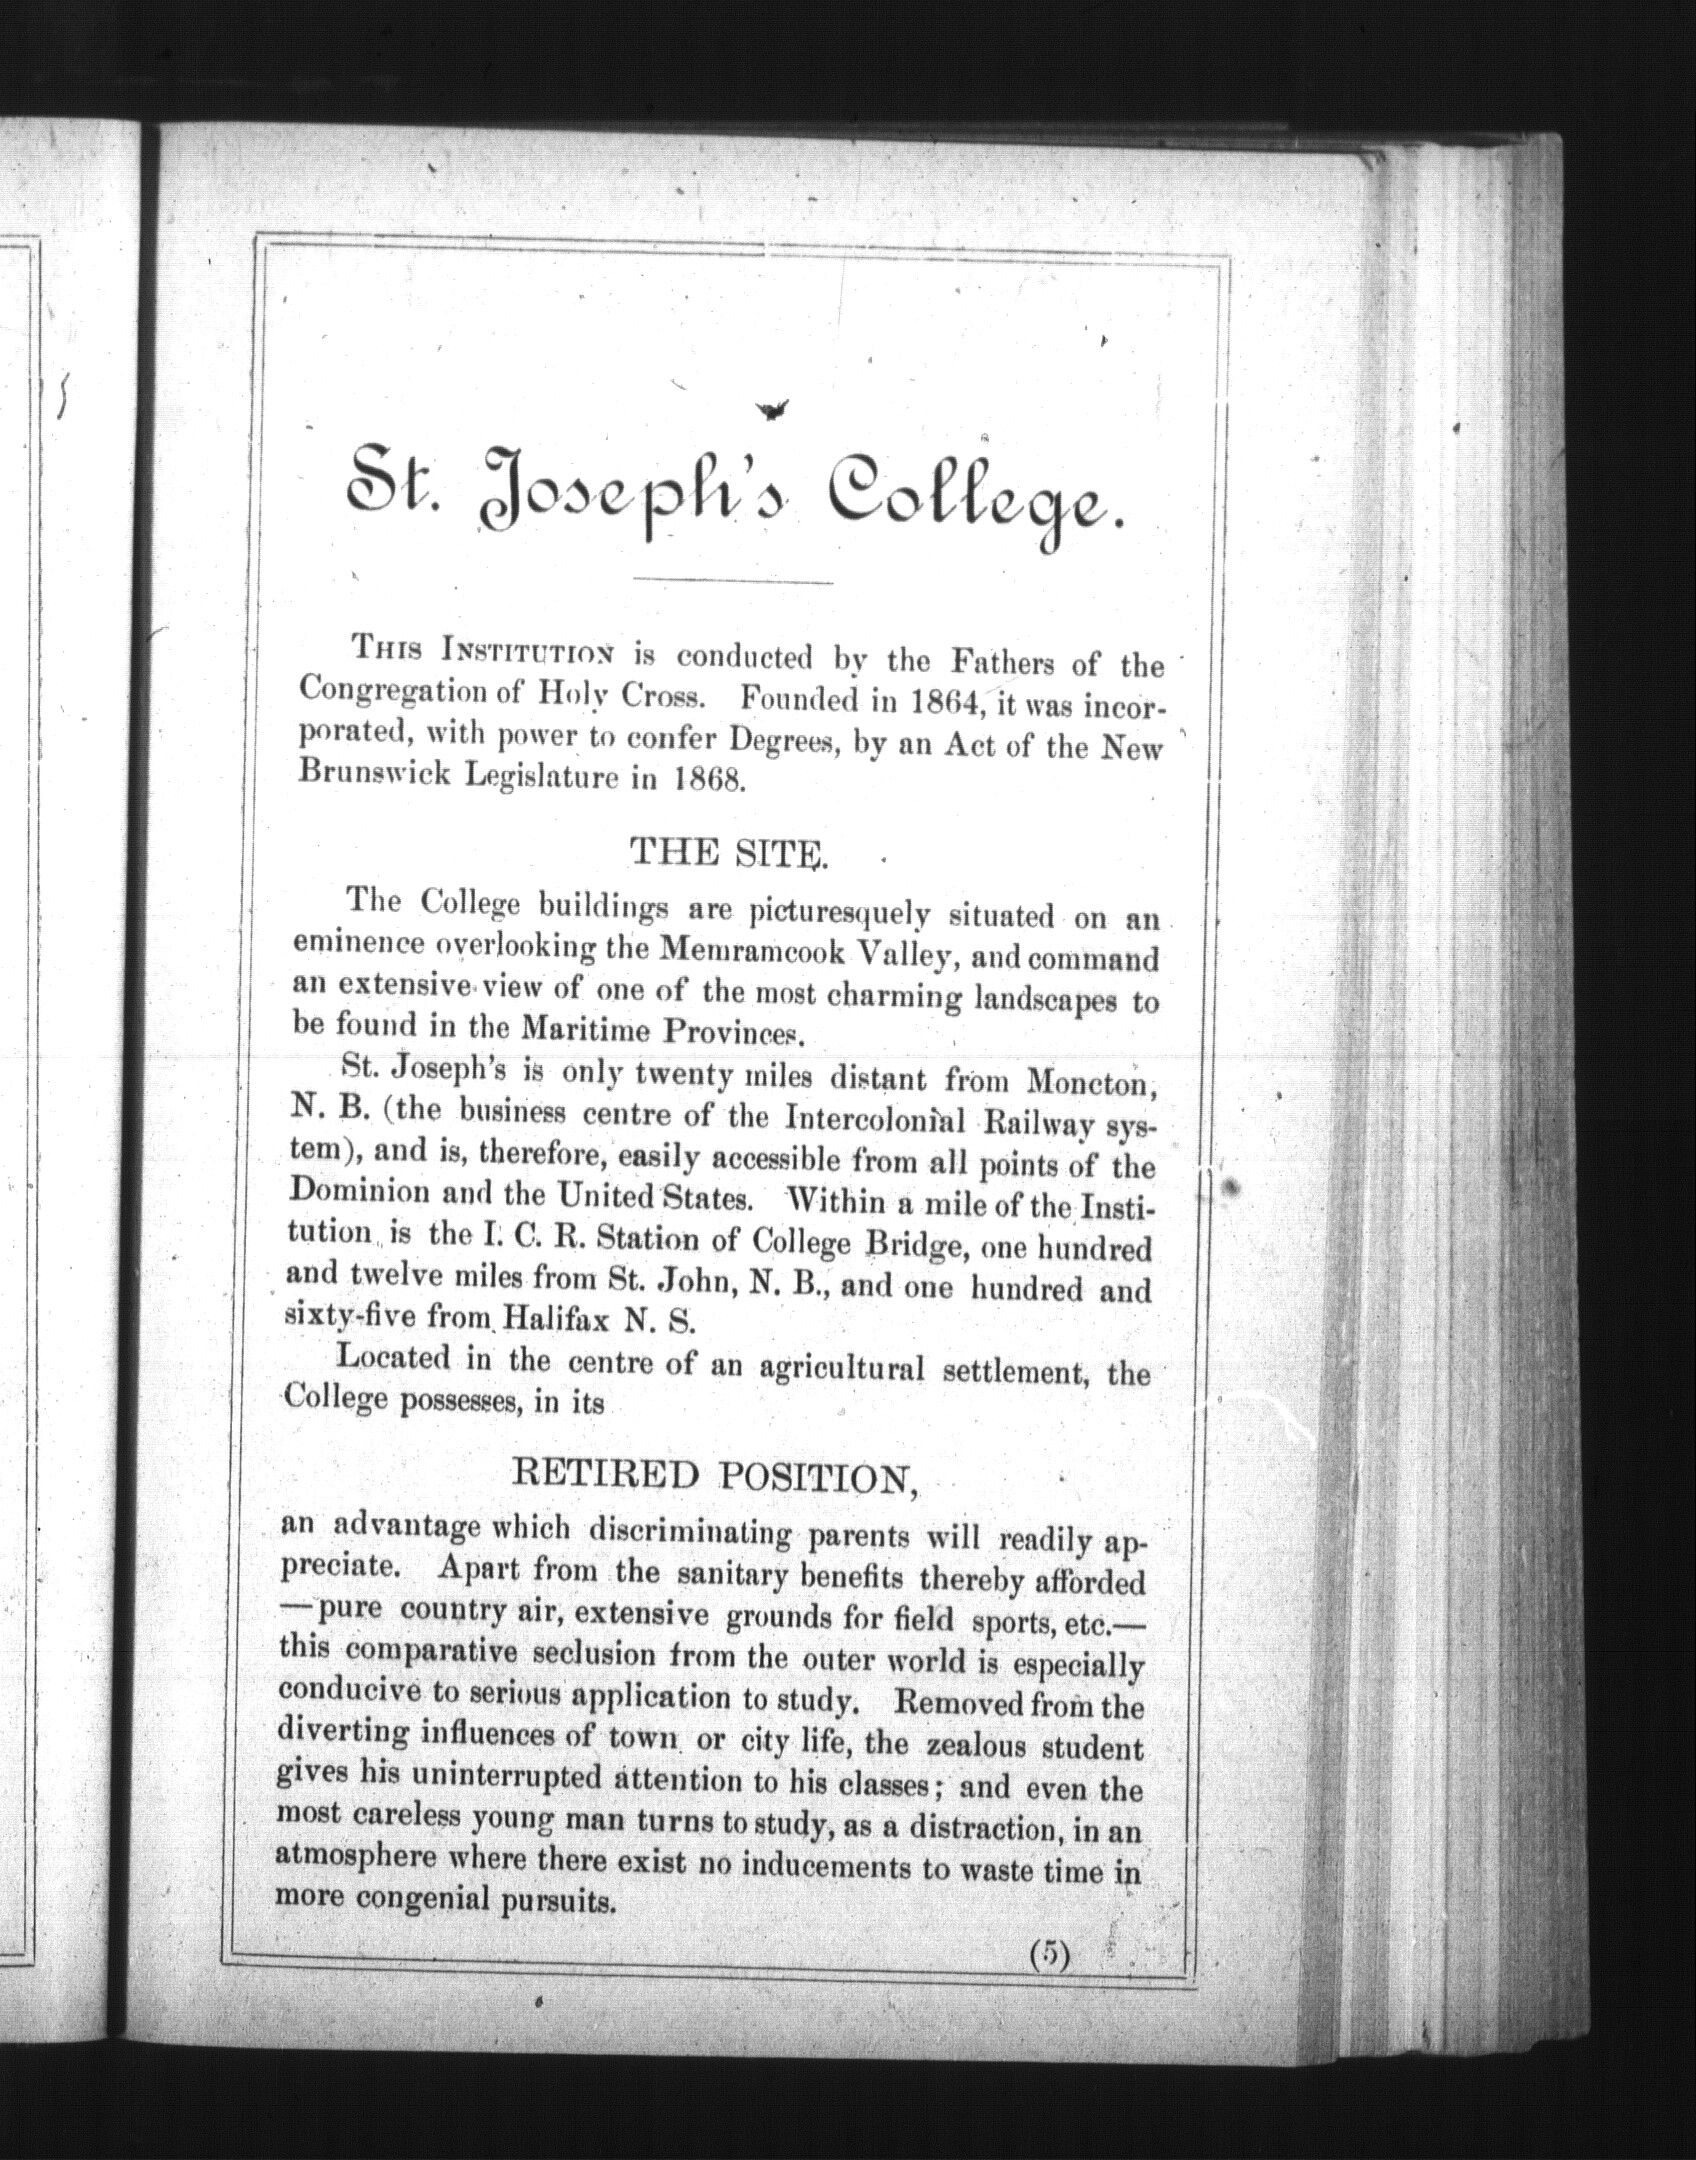 St. Joseph's College.
THIS INSTITUTION is conducted by the Fathers of the
Congregation of Holy Cross. Founded in 1864, it was incor-
porated, with power to confer Degrees, by an Act of the New
Brunswick Legislature in 1868.
THE SITE.
The College buildings are picturesquely situated on an
eminence overlooking the Memramcook Valley, and command
an extensive view of one of the most charming landscapes to
be found in the Maritime Provinces.
St. Joseph's is only twenty miles distant from Moncton,
N. B. (the business centre of the Intercolonial Railway sys-
tem), and is, therefore, easily accessible from all points of the
Dominion and the United States. Within a mile of the Insti-
tution is the I. C. R. Station of College Bridge, one hundred
and twelve miles from St. John, N. B., and one hundred and
sixty-five from Halifax N. S.
Located in the centre of an agricultural settlement, the
College possesses, in its
RETIRED POSITION,
an advantage which discriminating parents will readily ap-
preciate. Apart from the sanitary benefits thereby afforded
—pure country air, extensive grounds for field sports, etc.—
this comparative seclusion from the outer world is especially
conducive to serious application to study. Removed from the
diverting influences of town or city life, the zealous student
gives his uninterrupted attention to his classes; and even the
most careless young man turns to study, as a distraction, in an
atmosphere where there exist no inducements to waste time in
more congenial pursuits.
(5)